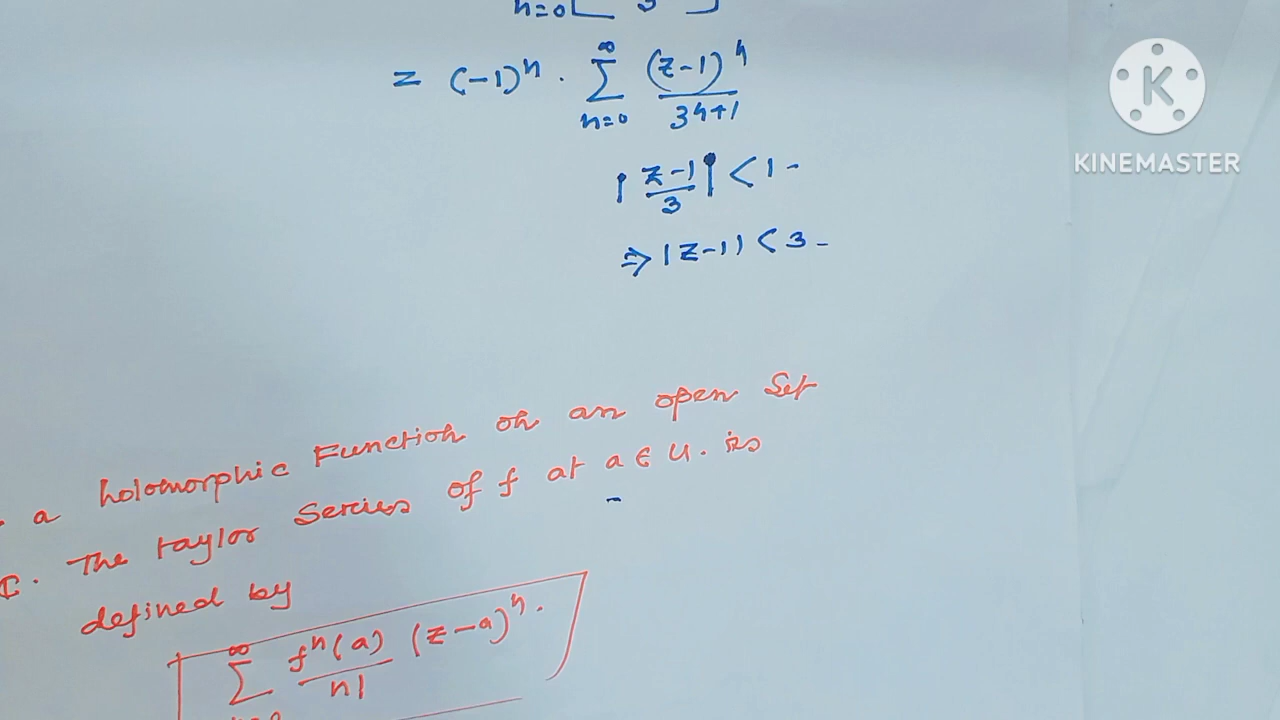 n=0[ 3 ]
= (-1)^n . ∑_{n=0}^{∞} (z-1)^n / 3^{n+1}
|z-1 / 3| < 1 -
⇒ |z-1| < 3 -
K
KINEMASTER
a holomorphic Function on an open Set
C. The taylor Series of f at a ∈ U. is
defined by
∑^{∞} f^n(a) / n! (z-a)^n.